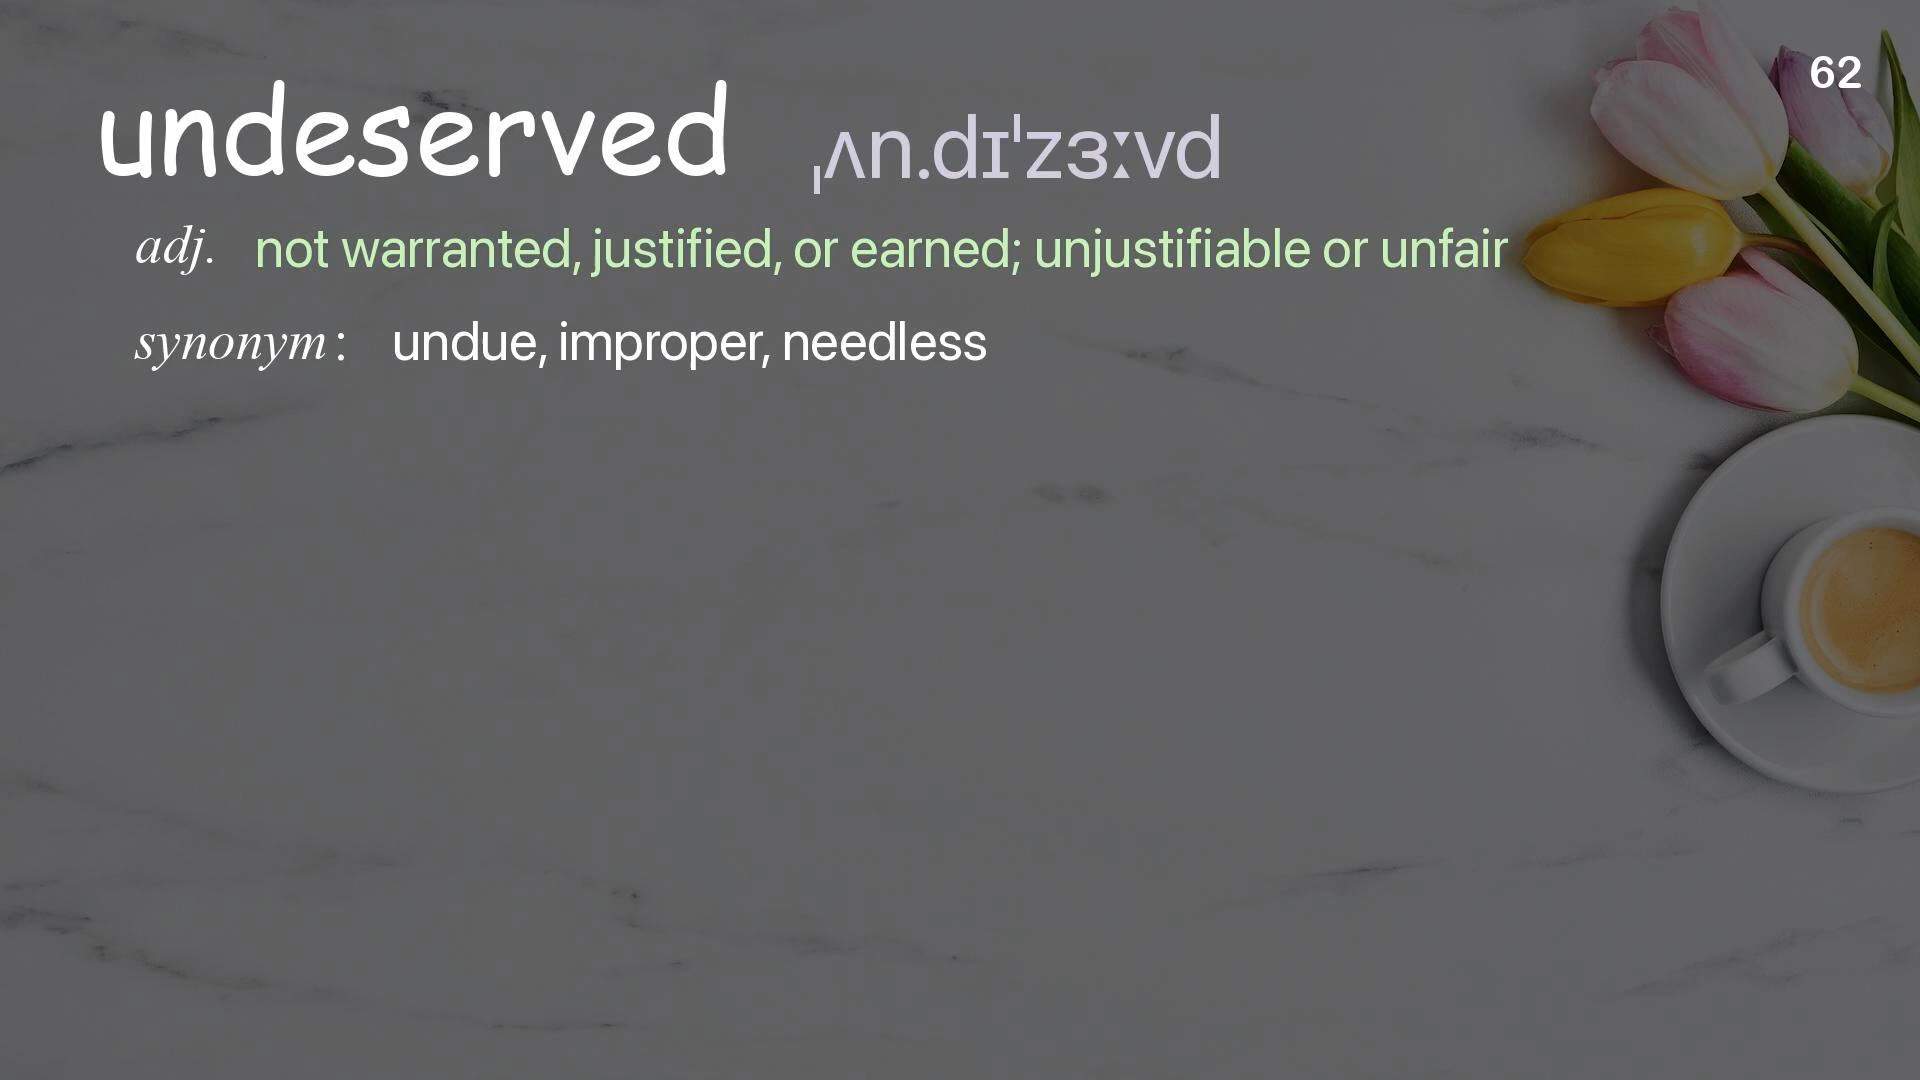 62
undeserved ˌʌn.dɪˈzɜːvd
adj. not warranted, justified, or earned; unjustifiable or unfair
synonym: undue, improper, needless